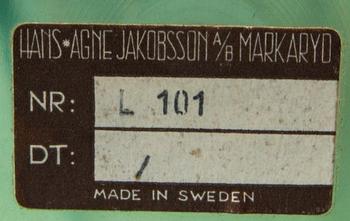 HANS*AGNE JAKOBSSON A/B MARKARYD
NR: L 101
DT: /
MADE IN SWEDEN